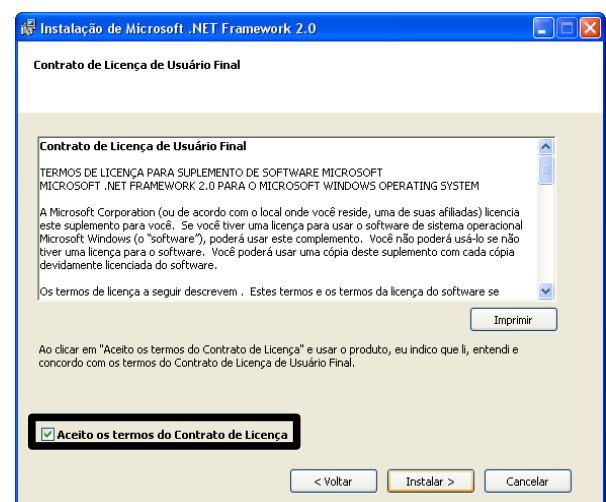 Instalação de Microsoft .NET Framework 2.0
Contrato de Licença de Usuário Final
Contrato de Licença de Usuário Final
TERMOS DE LICENÇA PARA SUPLEMENTO DE SOFTWARE MICROSOFT
MICROSOFT .NET FRAMEWORK 2.0 PARA O MICROSOFT WINDOWS OPERATING SYSTEM
A Microsoft Corporation (ou de acordo com o local onde você reside, uma de suas afiliadas) licencia
este suplemento para você.  Se você tiver uma licença para usar o software de sistema operacional
Microsoft Windows (o "software"), poderá usar este complemento.  Você não poderá usá-lo se não
tiver uma licença para o software.  Você poderá usar uma cópia deste suplemento com cada cópia
devidamente licenciada do software.
Os termos de licença a seguir descrevem .  Estes termos e os termos da licença do software se
Imprimir
Ao clicar em "Aceito os termos do Contrato de Licença" e usar o produto, eu indico que li, entendi e
concordo com os termos do Contrato de Licença de Usuário Final.
Aceito os termos do Contrato de Licença
< Voltar
Instalar >
Cancelar